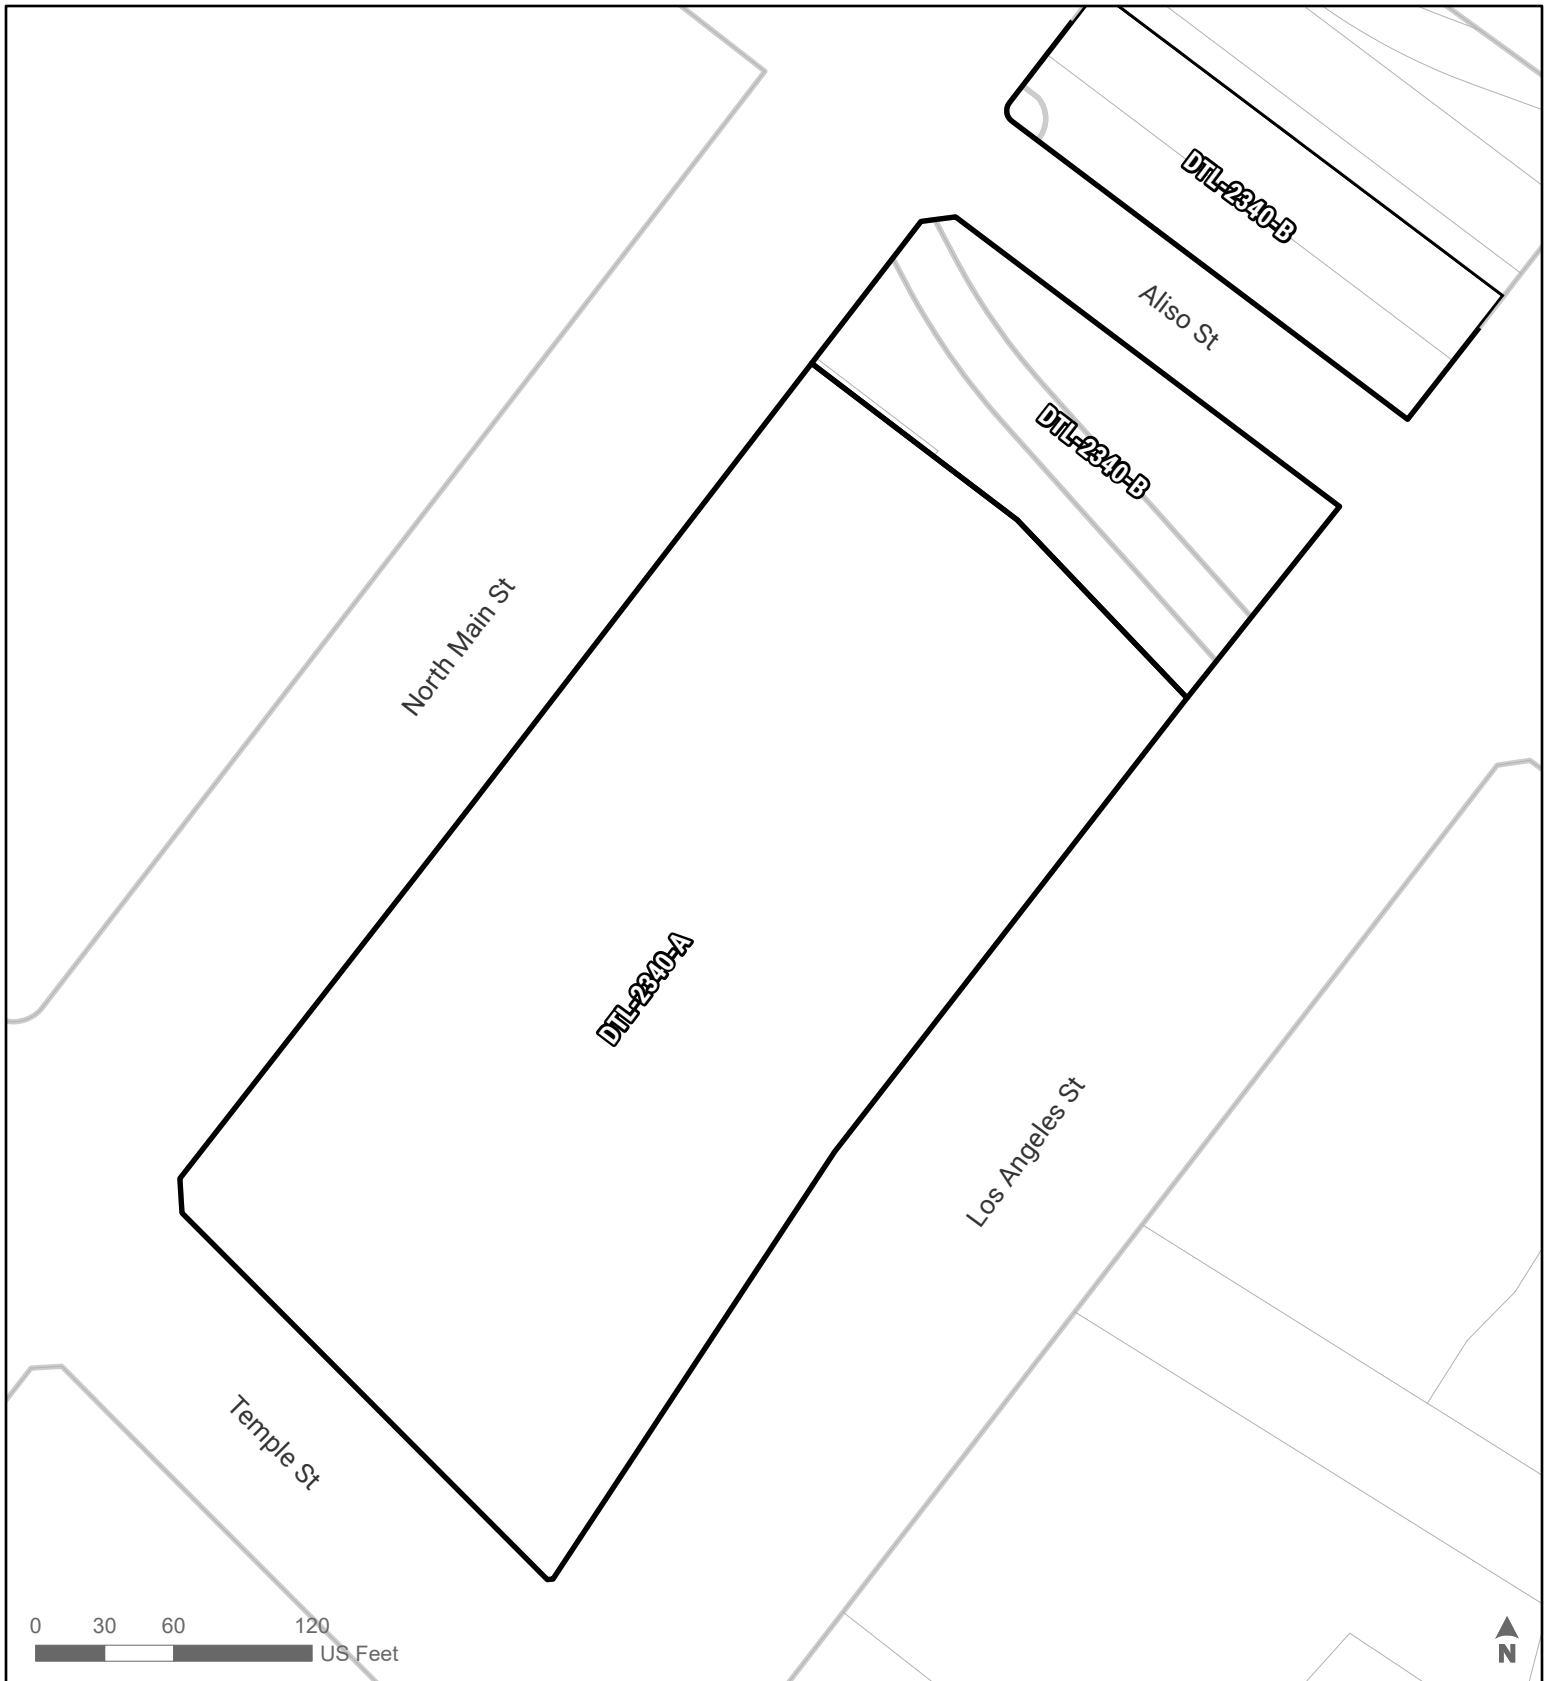 DTL-2340-B
Aliso St
DTL-2340-B
North Main St
DTL-2340-A
Los Angeles St
Temple St
0 30 60 120
US Feet
N